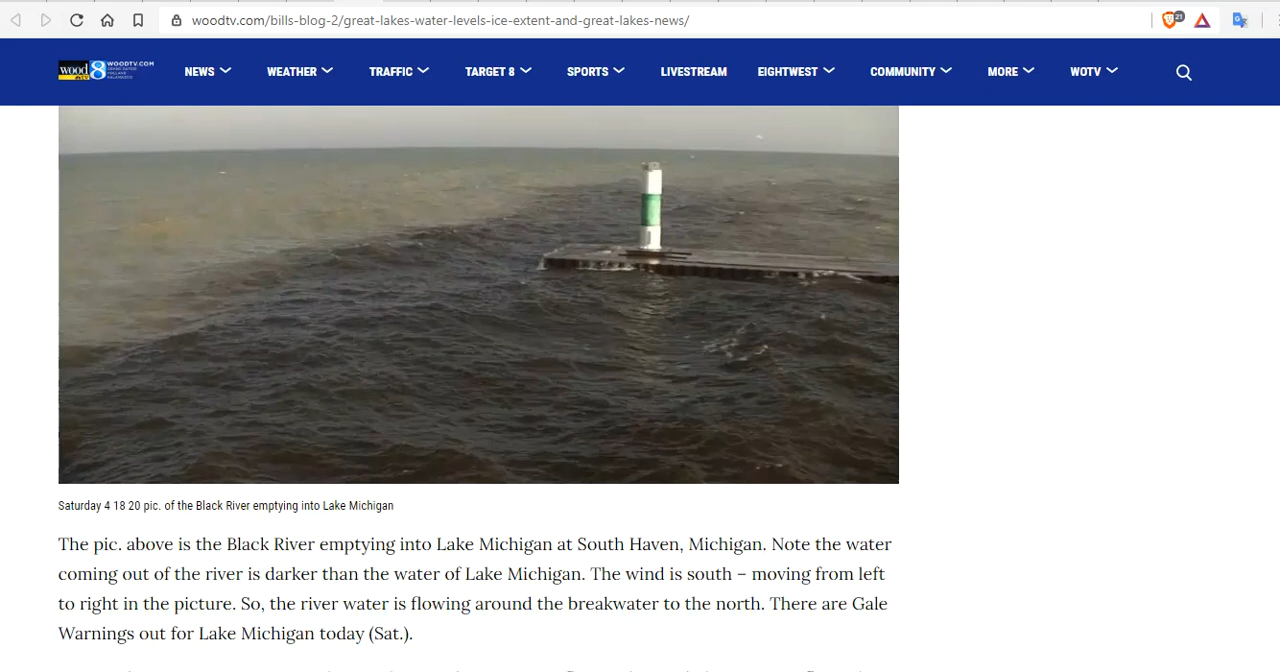 woodtv.com/bills-blog-2/great-lakes-water-levels-ice-extent-and-great-lakes-news/
21
wood 8 WOODTV.COM
NEWS WEATHER TRAFFIC TARGET 8 SPORTS LIVESTREAM EIGHTWEST COMMUNITY MORE WOTV
Saturday 4 18 20 pic. of the Black River emptying into Lake Michigan
The pic. above is the Black River emptying into Lake Michigan at South Haven, Michigan. Note the water
coming out of the river is darker than the water of Lake Michigan. The wind is south – moving from left
to right in the picture. So, the river water is flowing around the breakwater to the north. There are Gale
Warnings out for Lake Michigan today (Sat.).